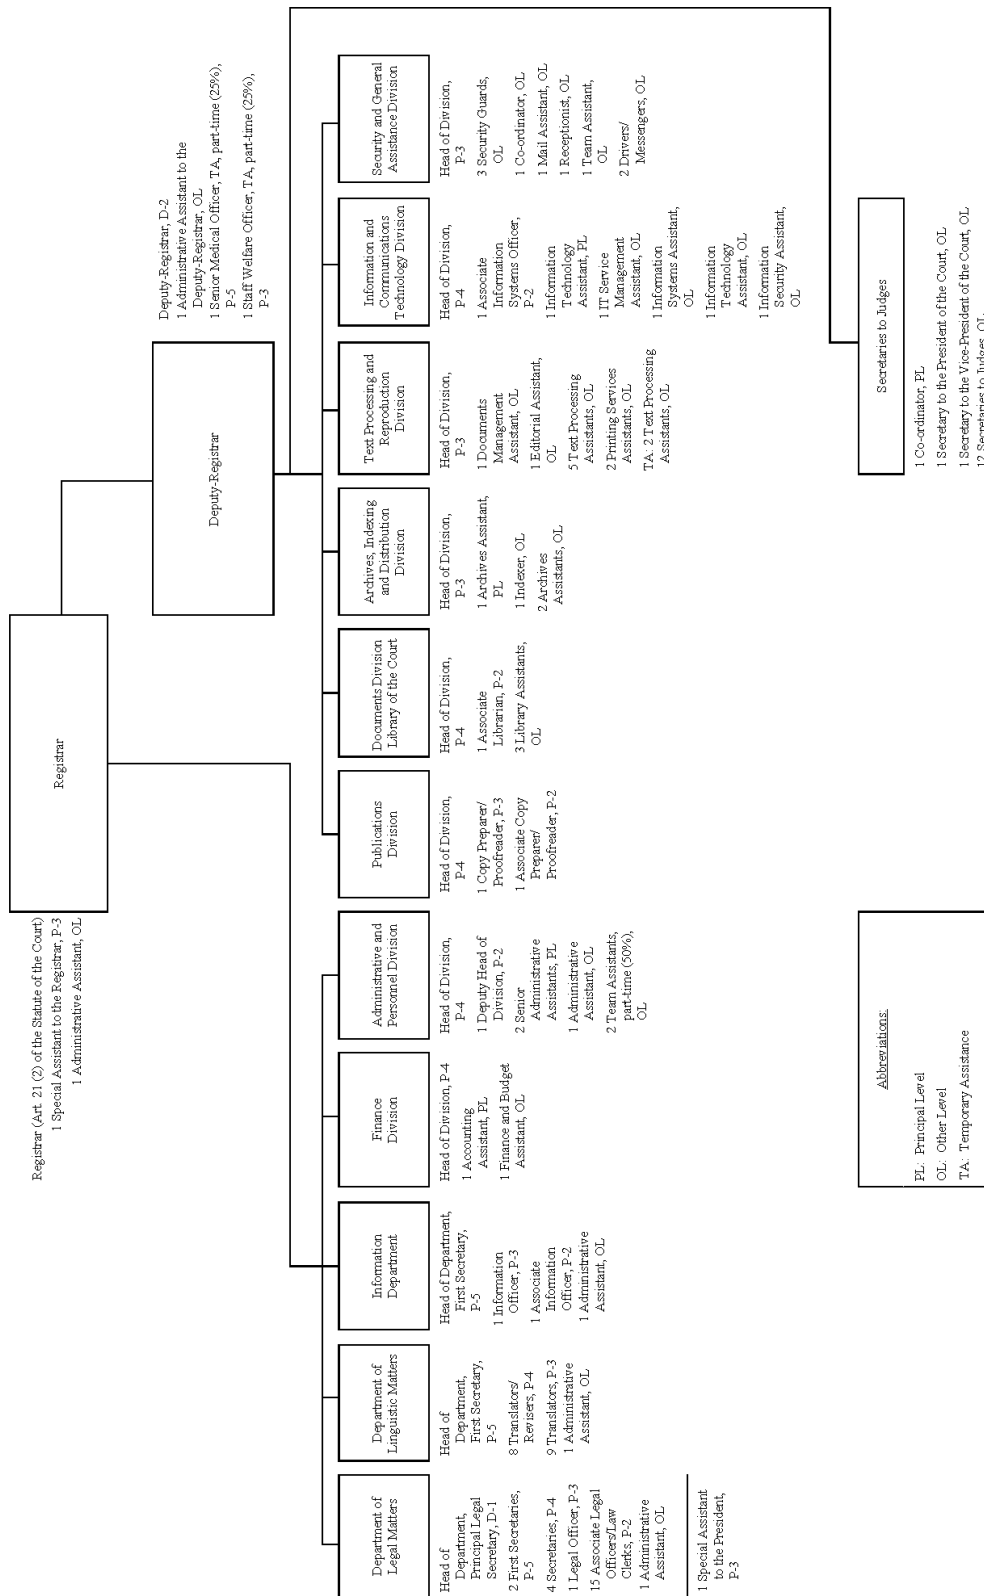 Registrar
Registrar (Art. 21 (2) of the Statute of the Court)
1 Special Assistant to the Registrar, P-3
1 Administrative Assistant, OL
Deputy-Registrar
Deputy-Registrar, D-2
1 Administrative Assistant to the
Deputy-Registrar, OL
1 Senior Medical Officer, TA, part-time (25%),
P-5
1 Staff Welfare Officer, TA, part-time (25%),
P-3
Department of
Legal Matters
Head of
Department,
Principal Legal
Secretary, D-1
2 First Secretaries,
P-5
4 Secretaries, P-4
1 Legal Officer, P-3
15 Associate Legal
Officers/Law
Clerks, P-2
1 Administrative
Assistant, OL
1 Special Assistant
to the President,
P-3
Department of
Linguistic Matters
Head of
Department,
First Secretary,
P-5
8 Translators/
Revisers, P-4
9 Translators, P-3
1 Administrative
Assistant, OL
Information
Department
Head of Department,
First Secretary,
P-5
1 Information
Officer, P-3
1 Associate
Information
Officer, P-2
1 Administrative
Assistant, OL
Finance
Division
Head of Division, P-4
1 Accounting
Assistant, PL
1 Finance and Budget
Assistant, OL
Administrative and
Personnel Division
Head of Division,
P-4
1 Deputy Head of
Division, P-2
2 Senior
Administrative
Assistants, PL
1 Administrative
Assistant, OL
2 Team Assistants,
part-time (50%),
OL
Publications
Division
Head of Division,
P-4
1 Copy Preparer/
Proofreader, P-3
1 Associate Copy
Preparer/
Proofreader, P-2
Documents Division
Library of the Court
Head of Division,
P-4
1 Associate
Librarian, P-2
3 Library Assistants,
OL
Archives, Indexing
and Distribution
Division
Head of Division,
P-3
1 Archives Assistant,
PL
1 Indexer, OL
2 Archives
Assistants, OL
Text Processing and
Reproduction
Division
Head of Division,
P-3
1 Documents
Management
Assistant, OL
1 Editorial Assistant,
OL
5 Text Processing
Assistants, OL
2 Printing Services
Assistants, OL
TA: 2 Text Processing
Assistants, OL
Information and
Communications
Technology Division
Head of Division,
P-4
1 Associate
Information
Systems Officer,
P-2
1 Information
Technology
Assistant, PL
1 IT Service
Management
Assistant, OL
1 Information
Systems Assistant,
OL
1 Information
Technology
Assistant, OL
1 Information
Security Assistant,
OL
Security and General
Assistance Division
Head of Division,
P-3
3 Security Guards,
OL
1 Co-ordinator, OL
1 Mail Assistant, OL
1 Receptionist, OL
1 Team Assistant,
OL
2 Drivers/
Messengers, OL
Abbreviations:
PL: Principal Level
OL: Other Level
TA: Temporary Assistance
Secretaries to Judges
1 Co-ordinator, PL
1 Secretary to the President of the Court, OL
1 Secretary to the Vice-President of the Court, OL
12 Secretaries to Judges, OL